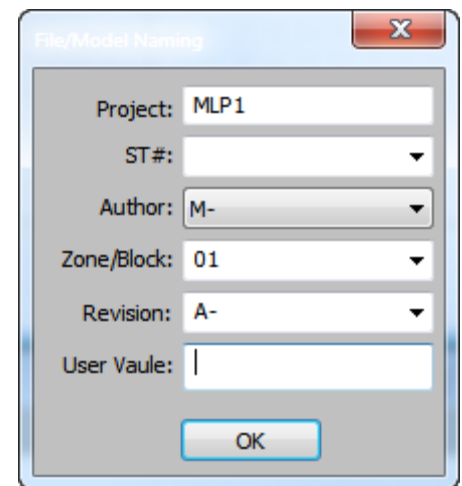 File/Model Naming
Project: MLP1
ST#:
Author: M-
Zone/Block: 01
Revision: A-
User Vaule:
OK